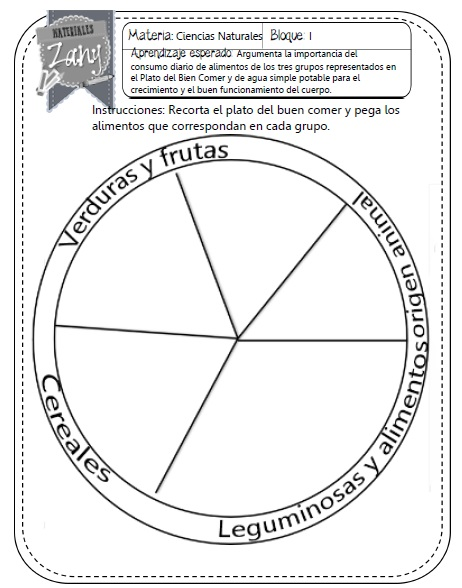 MATERIALES
Zany
Materia: Ciencias Naturales Bloque: I
Aprendizaje esperado: Argumenta la importancia del
consumo diario de alimentos de los tres grupos representados en
el Plato del Bien Comer y de agua simple potable para el
crecimiento y el buen funcionamiento del cuerpo.
Instrucciones: Recorta el plato del buen comer y pega los
alimentos que correspondan en cada grupo.
Verduras y frutas
Leguminosas y alimentosorigen animal
Cereales